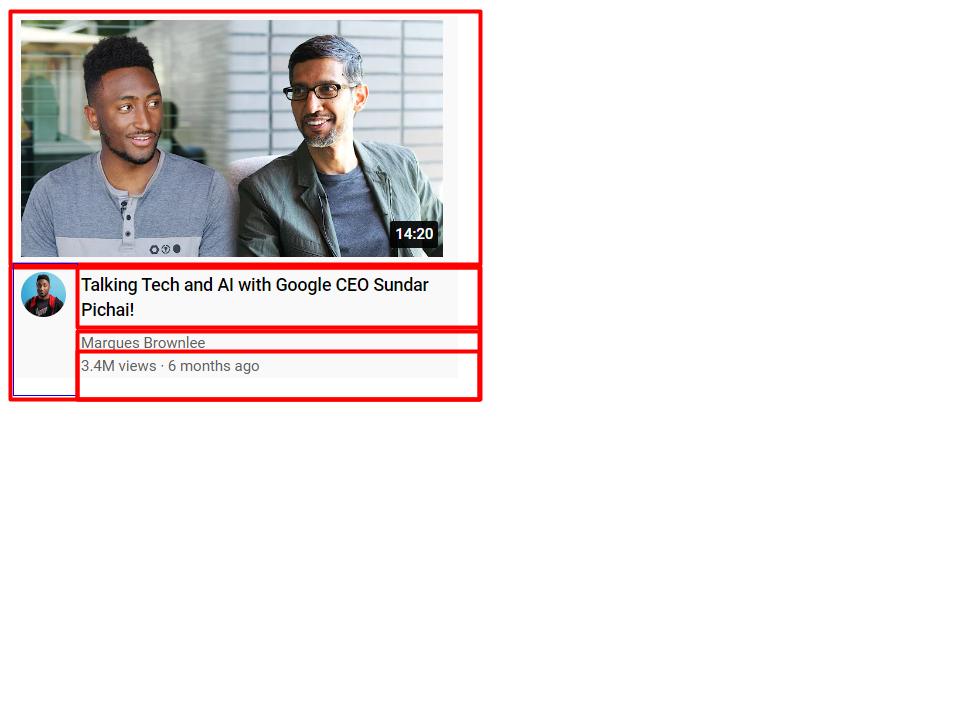 14:20
Talking Tech and AI with Google CEO Sundar
Pichai!
Marques Brownlee
3.4M views · 6 months ago